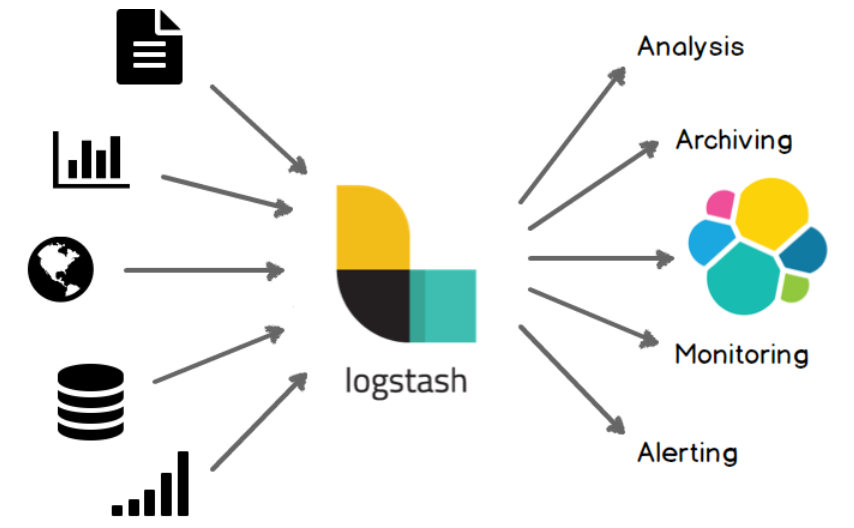 Analysis
Archiving
logstash
Monitoring
Alerting